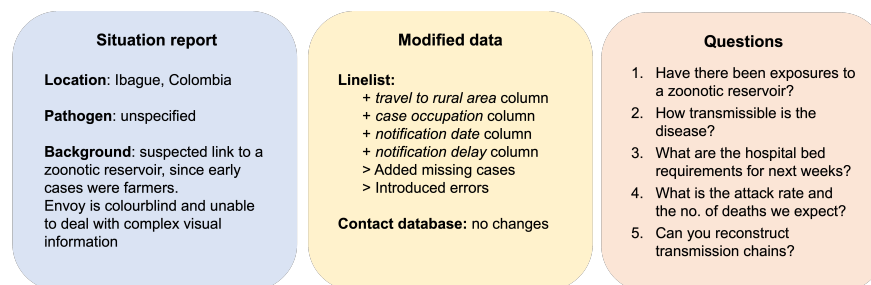 Situation report
Location: Ibague, Colombia
Pathogen: unspecified
Background: suspected link to a
zoonotic reservoir, since early
cases were farmers.
Envoy is colourblind and unable
to deal with complex visual
information
Modified data
Linelist:
+ travel to rural area column
+ case occupation column
+ notification date column
+ notification delay column
> Added missing cases
> Introduced errors
Contact database: no changes
Questions
1. Have there been exposures to
a zoonotic reservoir?
2. How transmissible is the
disease?
3. What are the hospital bed
requirements for next weeks?
4. What is the attack rate and
the no. of deaths we expect?
5. Can you reconstruct
transmission chains?